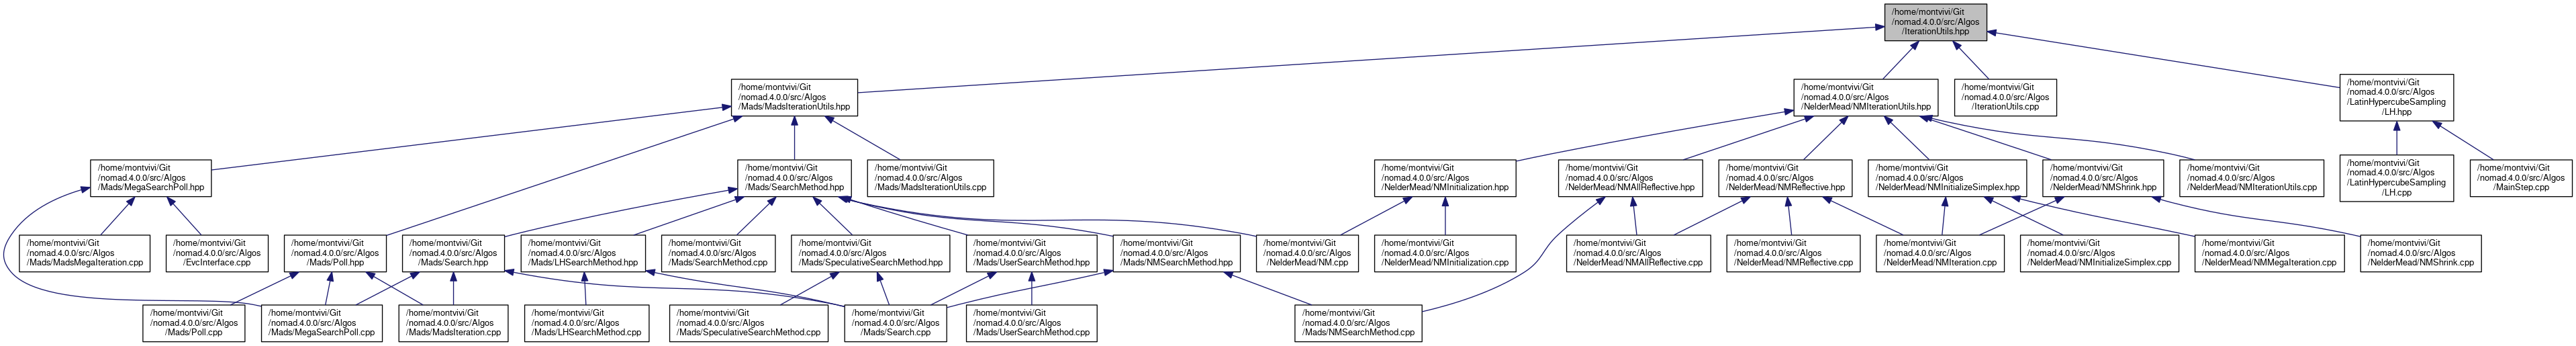 /home/montvivi/Git
/nomad.4.0.0/src/Algos
/IterationUtils.hpp
/home/montvivi/Git
/nomad.4.0.0/src/Algos
/Mads/MadsIterationUtils.hpp
/home/montvivi/Git
/nomad.4.0.0/src/Algos
/NelderMead/NMIterationUtils.hpp
/home/montvivi/Git
/nomad.4.0.0/src/Algos
/IterationUtils.cpp
/home/montvivi/Git
/nomad.4.0.0/src/Algos
/LatinHypercubeSampling
/LH.hpp
/home/montvivi/Git
/nomad.4.0.0/src/Algos
/Mads/MegaSearchPoll.hpp
/home/montvivi/Git
/nomad.4.0.0/src/Algos
/Mads/SearchMethod.hpp
/home/montvivi/Git
/nomad.4.0.0/src/Algos
/Mads/MadsIterationUtils.cpp
/home/montvivi/Git
/nomad.4.0.0/src/Algos
/NelderMead/NMInitialization.hpp
/home/montvivi/Git
/nomad.4.0.0/src/Algos
/NelderMead/NMAllReflective.hpp
/home/montvivi/Git
/nomad.4.0.0/src/Algos
/NelderMead/NMReflective.hpp
/home/montvivi/Git
/nomad.4.0.0/src/Algos
/NelderMead/NMInitializeSimplex.hpp
/home/montvivi/Git
/nomad.4.0.0/src/Algos
/NelderMead/NMShrink.hpp
/home/montvivi/Git
/nomad.4.0.0/src/Algos
/NelderMead/NMIterationUtils.cpp
/home/montvivi/Git
/nomad.4.0.0/src/Algos
/LatinHypercubeSampling
/LH.cpp
/home/montvivi/Git
/nomad.4.0.0/src/Algos
/MainStep.cpp
/home/montvivi/Git
/nomad.4.0.0/src/Algos
/Mads/MadsMegaIteration.cpp
/home/montvivi/Git
/nomad.4.0.0/src/Algos
/EvcInterface.cpp
/home/montvivi/Git
/nomad.4.0.0/src/Algos
/Mads/Poll.hpp
/home/montvivi/Git
/nomad.4.0.0/src/Algos
/Mads/Search.hpp
/home/montvivi/Git
/nomad.4.0.0/src/Algos
/Mads/LHSearchMethod.hpp
/home/montvivi/Git
/nomad.4.0.0/src/Algos
/Mads/SearchMethod.cpp
/home/montvivi/Git
/nomad.4.0.0/src/Algos
/Mads/SpeculativeSearchMethod.hpp
/home/montvivi/Git
/nomad.4.0.0/src/Algos
/Mads/UserSearchMethod.hpp
/home/montvivi/Git
/nomad.4.0.0/src/Algos
/Mads/NMSearchMethod.hpp
/home/montvivi/Git
/nomad.4.0.0/src/Algos
/NelderMead/NM.cpp
/home/montvivi/Git
/nomad.4.0.0/src/Algos
/NelderMead/NMInitialization.cpp
/home/montvivi/Git
/nomad.4.0.0/src/Algos
/NelderMead/NMAllReflective.cpp
/home/montvivi/Git
/nomad.4.0.0/src/Algos
/NelderMead/NMReflective.cpp
/home/montvivi/Git
/nomad.4.0.0/src/Algos
/NelderMead/NMIteration.cpp
/home/montvivi/Git
/nomad.4.0.0/src/Algos
/NelderMead/NMInitializeSimplex.cpp
/home/montvivi/Git
/nomad.4.0.0/src/Algos
/NelderMead/NMMegaIteration.cpp
/home/montvivi/Git
/nomad.4.0.0/src/Algos
/NelderMead/NMShrink.cpp
/home/montvivi/Git
/nomad.4.0.0/src/Algos
/Mads/Poll.cpp
/home/montvivi/Git
/nomad.4.0.0/src/Algos
/Mads/MegaSearchPoll.cpp
/home/montvivi/Git
/nomad.4.0.0/src/Algos
/Mads/MadsIteration.cpp
/home/montvivi/Git
/nomad.4.0.0/src/Algos
/Mads/LHSearchMethod.cpp
/home/montvivi/Git
/nomad.4.0.0/src/Algos
/Mads/SpeculativeSearchMethod.cpp
/home/montvivi/Git
/nomad.4.0.0/src/Algos
/Mads/Search.cpp
/home/montvivi/Git
/nomad.4.0.0/src/Algos
/Mads/UserSearchMethod.cpp
/home/montvivi/Git
/nomad.4.0.0/src/Algos
/Mads/NMSearchMethod.cpp